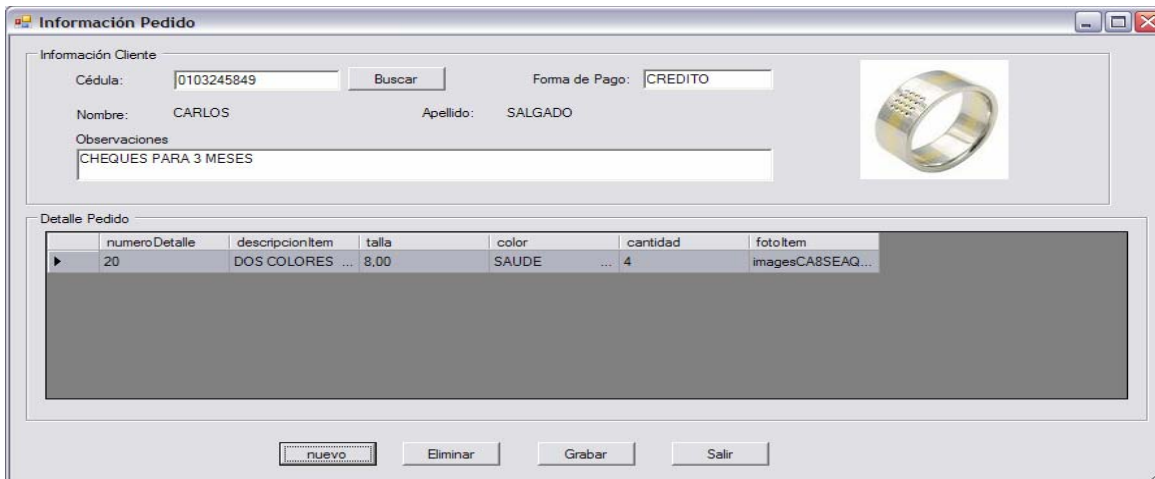 Información Pedido
Información Cliente
Cédula: 0103245849 Buscar Forma de Pago: CREDITO
Nombre: CARLOS Apellido: SALGADO
Observaciones
CHEQUES PARA 3 MESES
Detalle Pedido
numeroDetalle descripcionItem talla color cantidad fotoItem
20 DOS COLORES ... 8,00 SAUDE ... 4 imagesCA8SEAQ...
nuevo Eliminar Grabar Salir